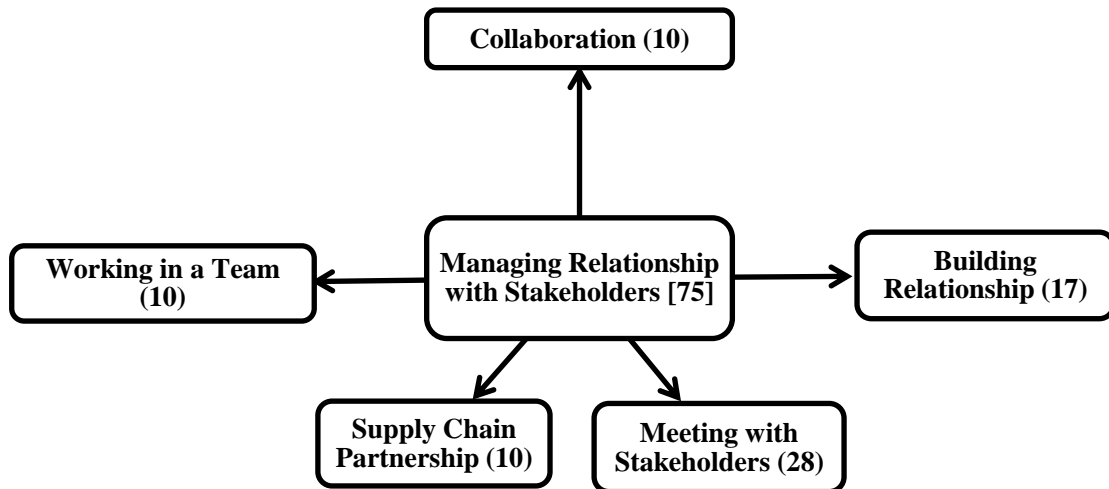 Collaboration (10)
Working in a Team
(10)
Managing Relationship
with Stakeholders [75]
Building
Relationship (17)
Supply Chain
Partnership (10)
Meeting with
Stakeholders (28)